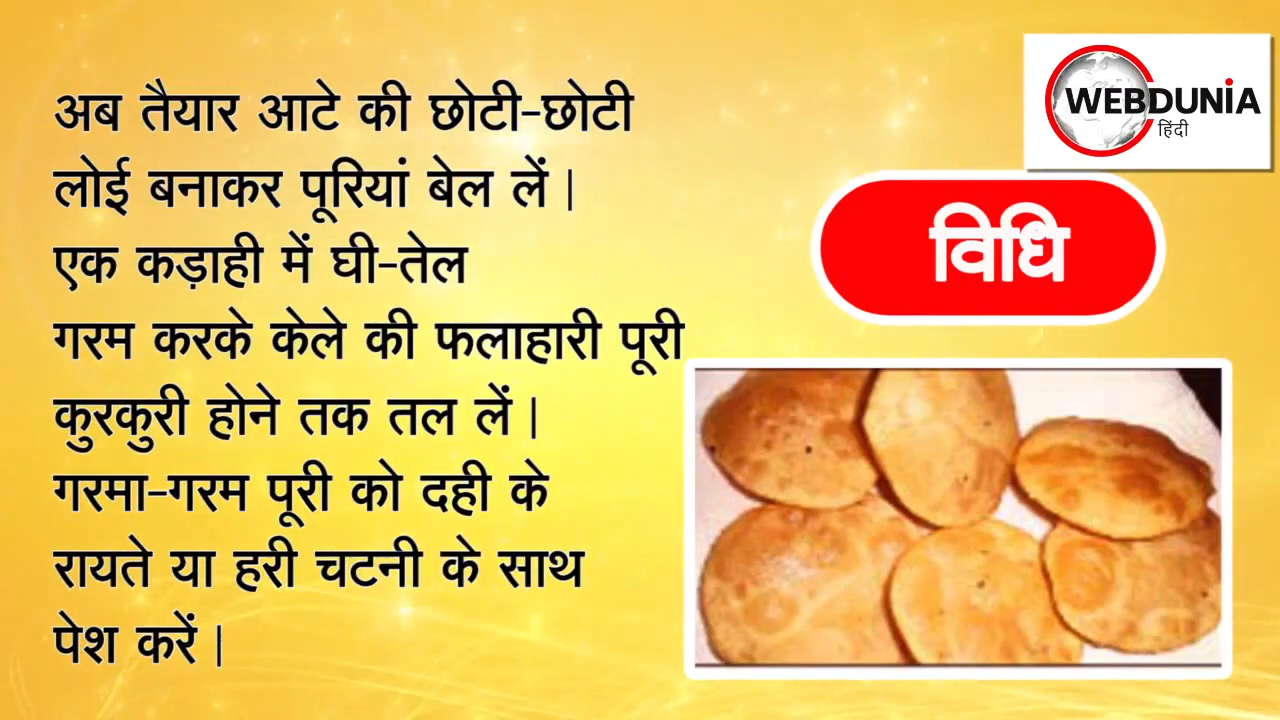 अब तैयार आटे की छोटी-छोटी
लोई बनाकर पूरियां बेल लें |
एक कड़ाही में घी-तेल
गरम करके केले की फलाहारी पूरी
कुरकुरी होने तक तल लें |
गरमा-गरम पूरी को दही के
रायते या हरी चटनी के साथ
पेश करें |
WEBDUNIA
हिंदी
विधि